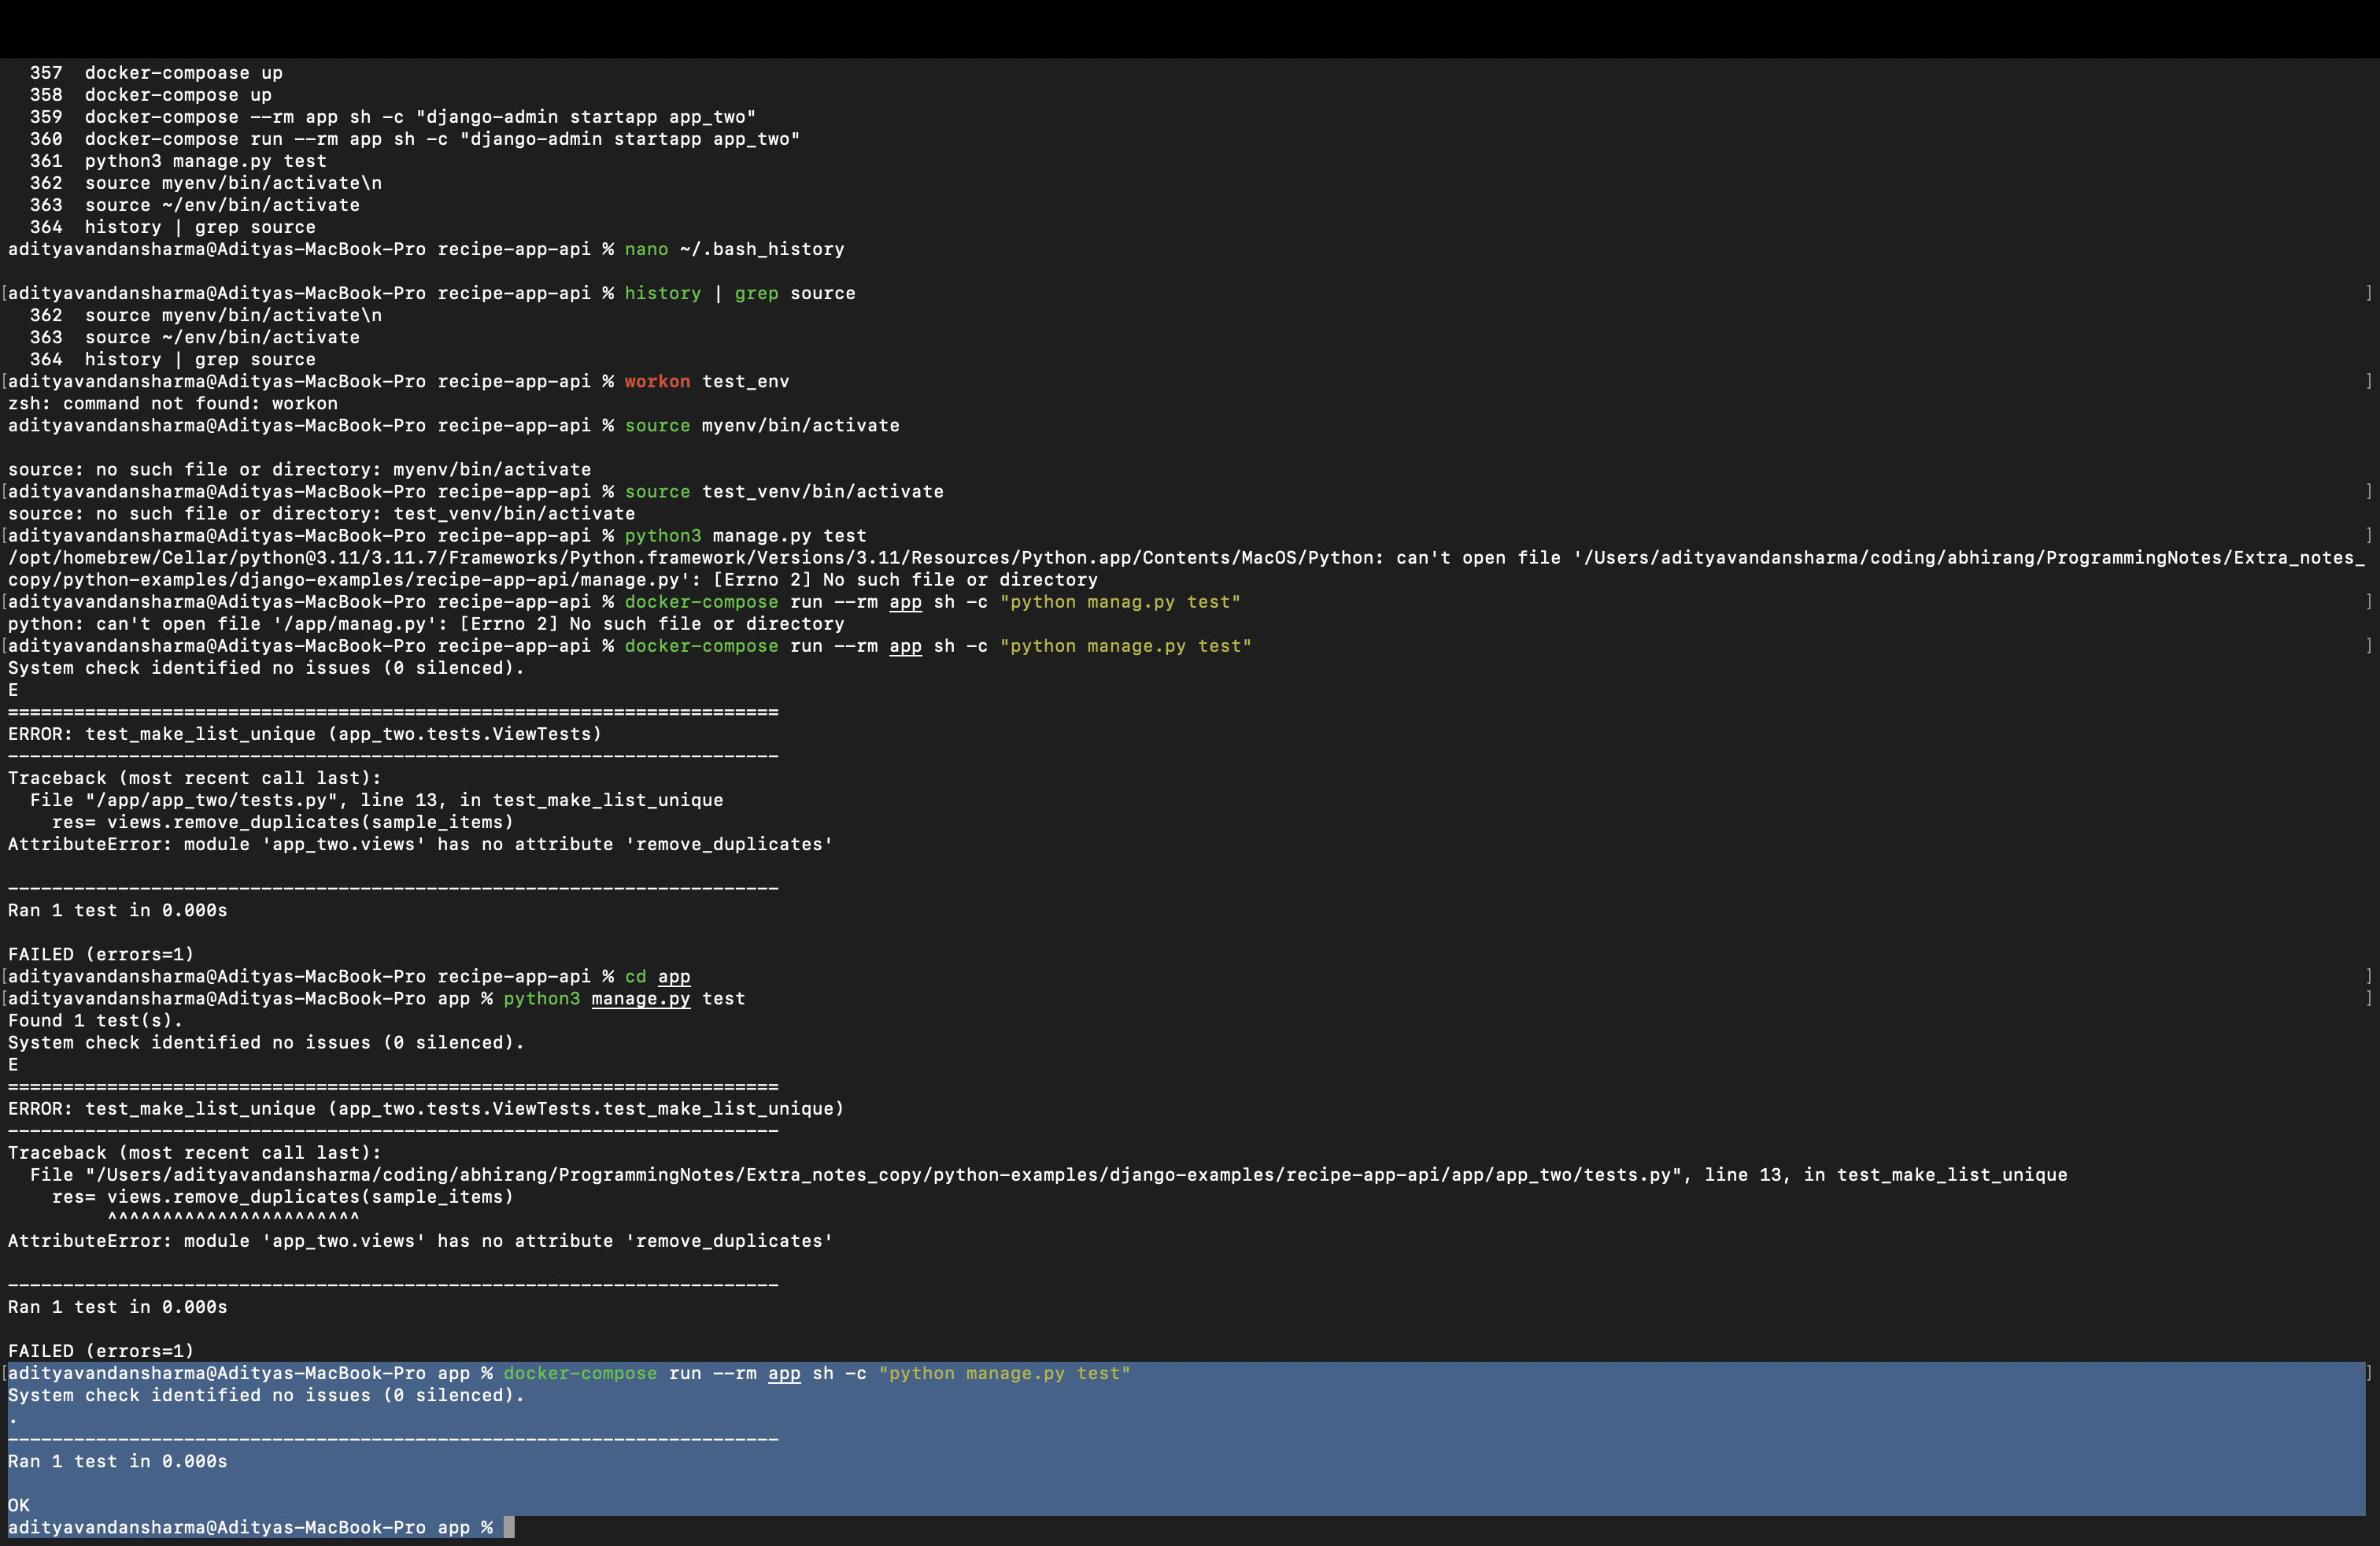 357  docker-compoase up
358  docker-compose up
359  docker-compose --rm app sh -c "django-admin startapp app_two"
360  docker-compose run --rm app sh -c "django-admin startapp app_two"
361  python3 manage.py test
362  source myenv/bin/activate\n
363  source ~/env/bin/activate
364  history | grep source
adityavandansharma@Adityas-MacBook-Pro recipe-app-api % nano ~/.bash_history
[adityavandansharma@Adityas-MacBook-Pro recipe-app-api % history | grep source ]
362  source myenv/bin/activate\n
363  source ~/env/bin/activate
364  history | grep source
[adityavandansharma@Adityas-MacBook-Pro recipe-app-api % workon test_env ]
zsh: command not found: workon
adityavandansharma@Adityas-MacBook-Pro recipe-app-api % source myenv/bin/activate
source: no such file or directory: myenv/bin/activate
[adityavandansharma@Adityas-MacBook-Pro recipe-app-api % source test_venv/bin/activate ]
source: no such file or directory: test_venv/bin/activate
[adityavandansharma@Adityas-MacBook-Pro recipe-app-api % python3 manage.py test ]
/opt/homebrew/Cellar/python@3.11/3.11.7/Frameworks/Python.framework/Versions/3.11/Resources/Python.app/Contents/MacOS/Python: can't open file '/Users/adityavandansharma/coding/abhirang/ProgrammingNotes/Extra_notes_
copy/python-examples/django-examples/recipe-app-api/manage.py': [Errno 2] No such file or directory
[adityavandansharma@Adityas-MacBook-Pro recipe-app-api % docker-compose run --rm app sh -c "python manag.py test" ]
python: can't open file '/app/manag.py': [Errno 2] No such file or directory
[adityavandansharma@Adityas-MacBook-Pro recipe-app-api % docker-compose run --rm app sh -c "python manage.py test" ]
System check identified no issues (0 silenced).
E
======================================================================
ERROR: test_make_list_unique (app_two.tests.ViewTests)
----------------------------------------------------------------------
Traceback (most recent call last):
  File "/app/app_two/tests.py", line 13, in test_make_list_unique
    res= views.remove_duplicates(sample_items)
AttributeError: module 'app_two.views' has no attribute 'remove_duplicates'
----------------------------------------------------------------------
Ran 1 test in 0.000s
FAILED (errors=1)
[adityavandansharma@Adityas-MacBook-Pro recipe-app-api % cd app ]
[adityavandansharma@Adityas-MacBook-Pro app % python3 manage.py test ]
Found 1 test(s).
System check identified no issues (0 silenced).
E
======================================================================
ERROR: test_make_list_unique (app_two.tests.ViewTests.test_make_list_unique)
----------------------------------------------------------------------
Traceback (most recent call last):
  File "/Users/adityavandansharma/coding/abhirang/ProgrammingNotes/Extra_notes_copy/python-examples/django-examples/recipe-app-api/app/app_two/tests.py", line 13, in test_make_list_unique
    res= views.remove_duplicates(sample_items)
         ^^^^^^^^^^^^^^^^^^^^^^^
AttributeError: module 'app_two.views' has no attribute 'remove_duplicates'
----------------------------------------------------------------------
Ran 1 test in 0.000s
FAILED (errors=1)
[adityavandansharma@Adityas-MacBook-Pro app % docker-compose run --rm app sh -c "python manage.py test" ]
System check identified no issues (0 silenced).
.
----------------------------------------------------------------------
Ran 1 test in 0.000s
OK
adityavandansharma@Adityas-MacBook-Pro app %